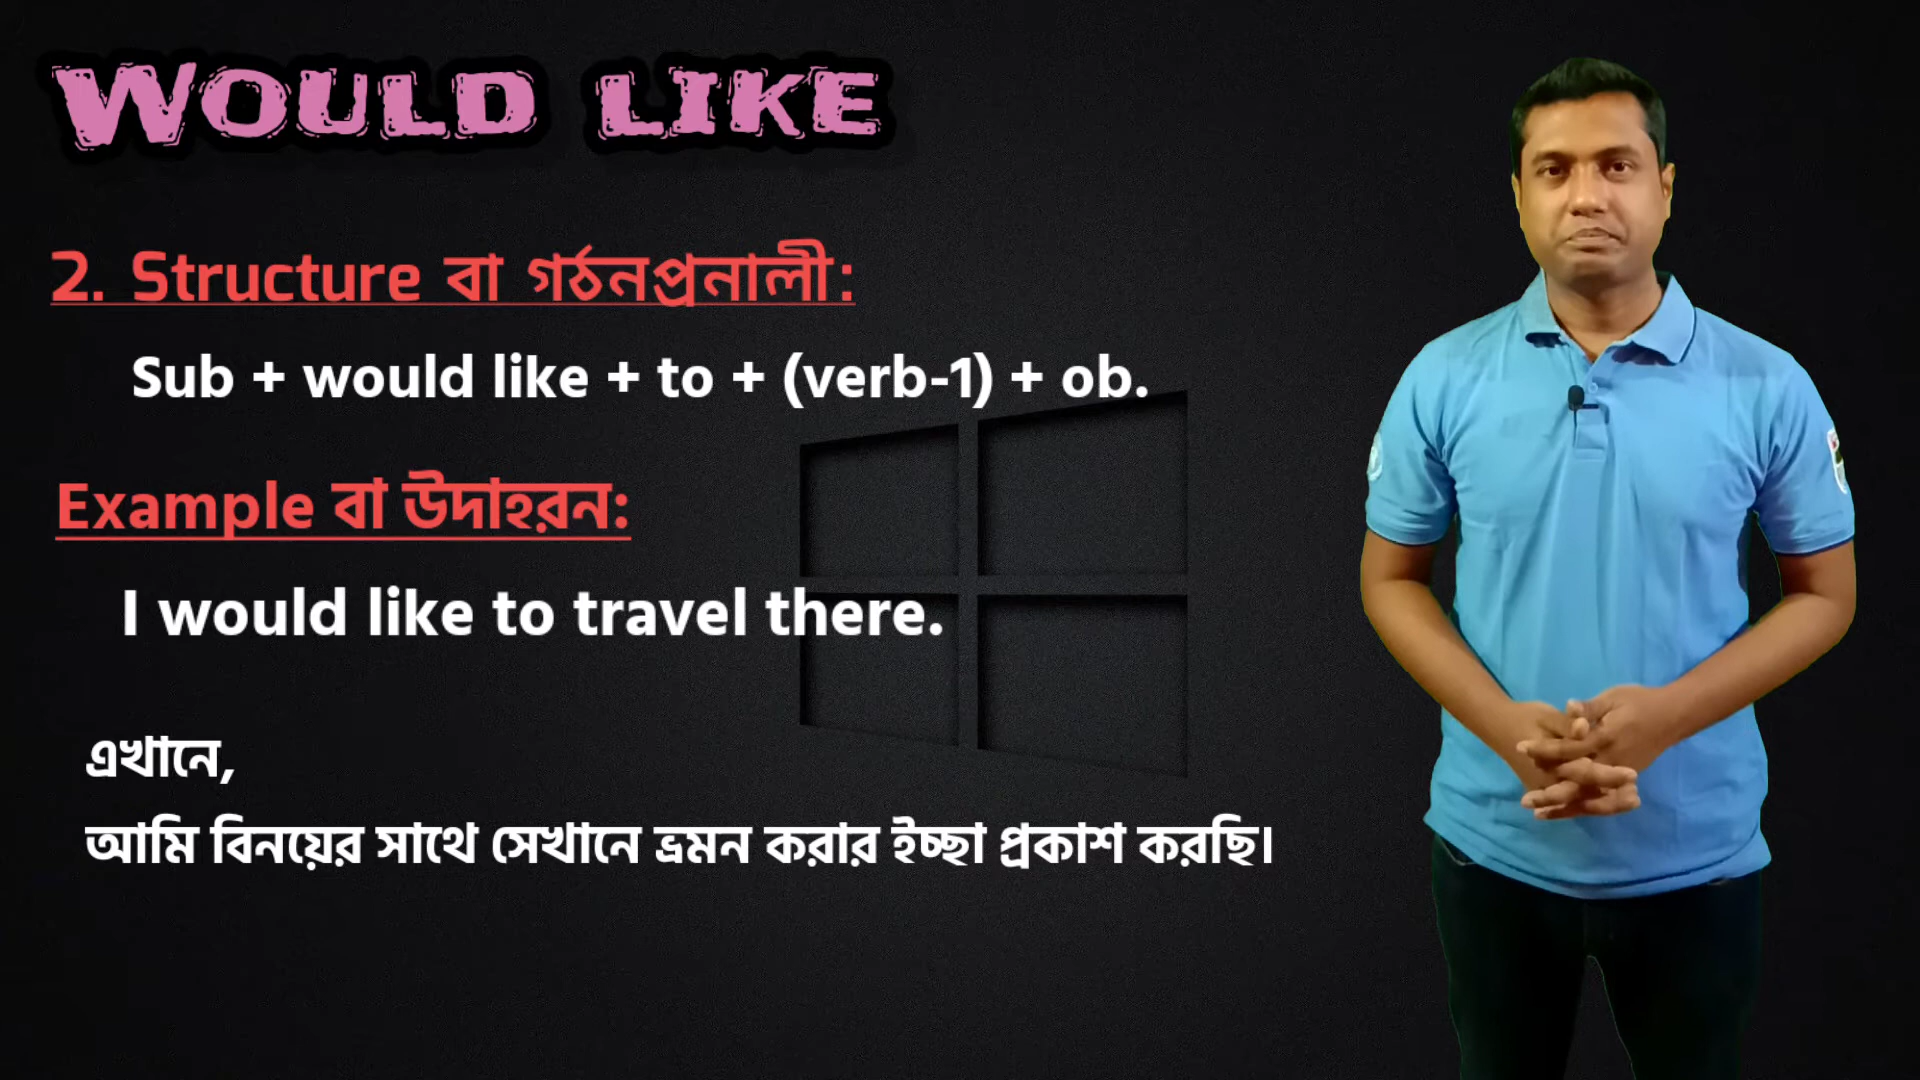 WOULD LIKE
2. Structure বা গঠনপ্রনালী:
Sub + would like + to + (verb-1) + ob.
Example বা উদাহরন:
I would like to travel there.
এখানে,
আমি বিনয়ের সাথে সেখানে ভ্রমন করার ইচ্ছা প্রকাশ করছি।